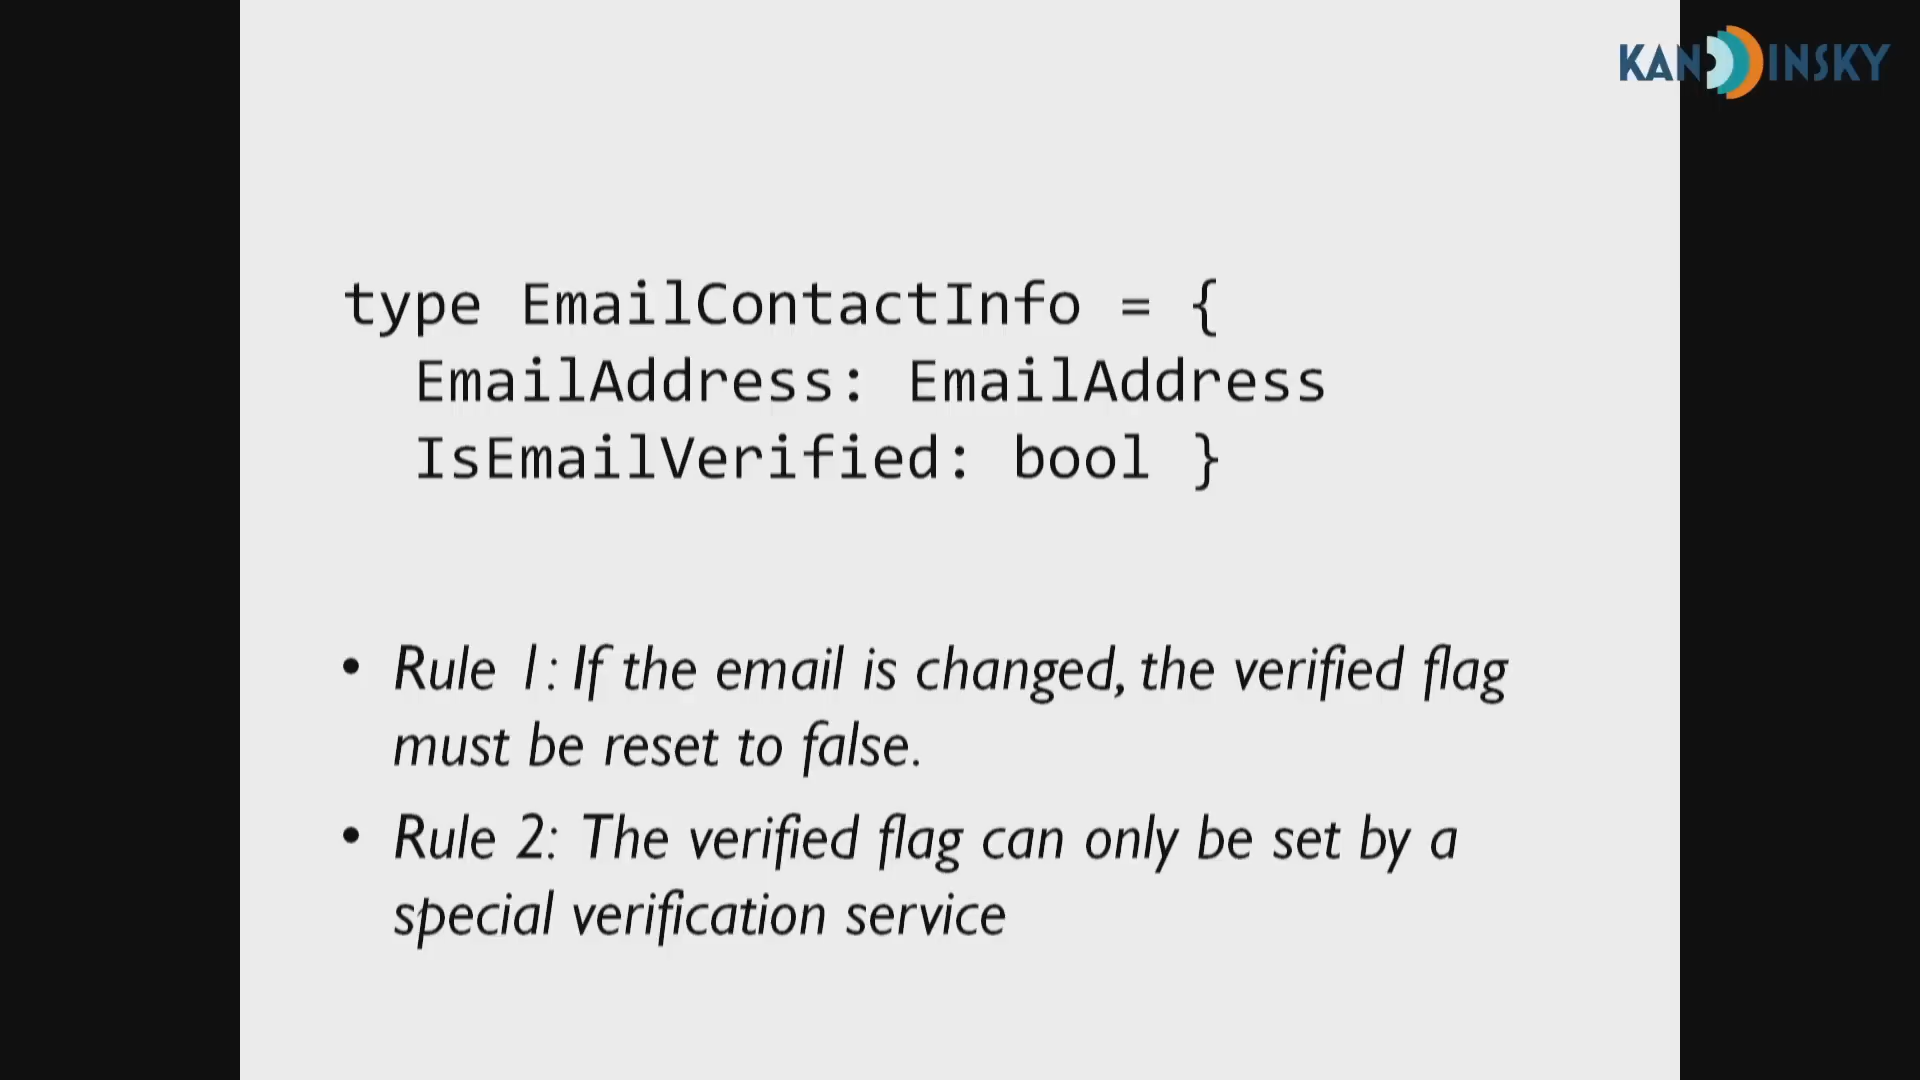 KANDDINSKY
type EmailContactInfo = {
EmailAddress: EmailAddress
IsEmailVerified: bool }
• Rule 1: If the email is changed, the verified flag
must be reset to false.
• Rule 2: The verified flag can only be set by a
special verification service